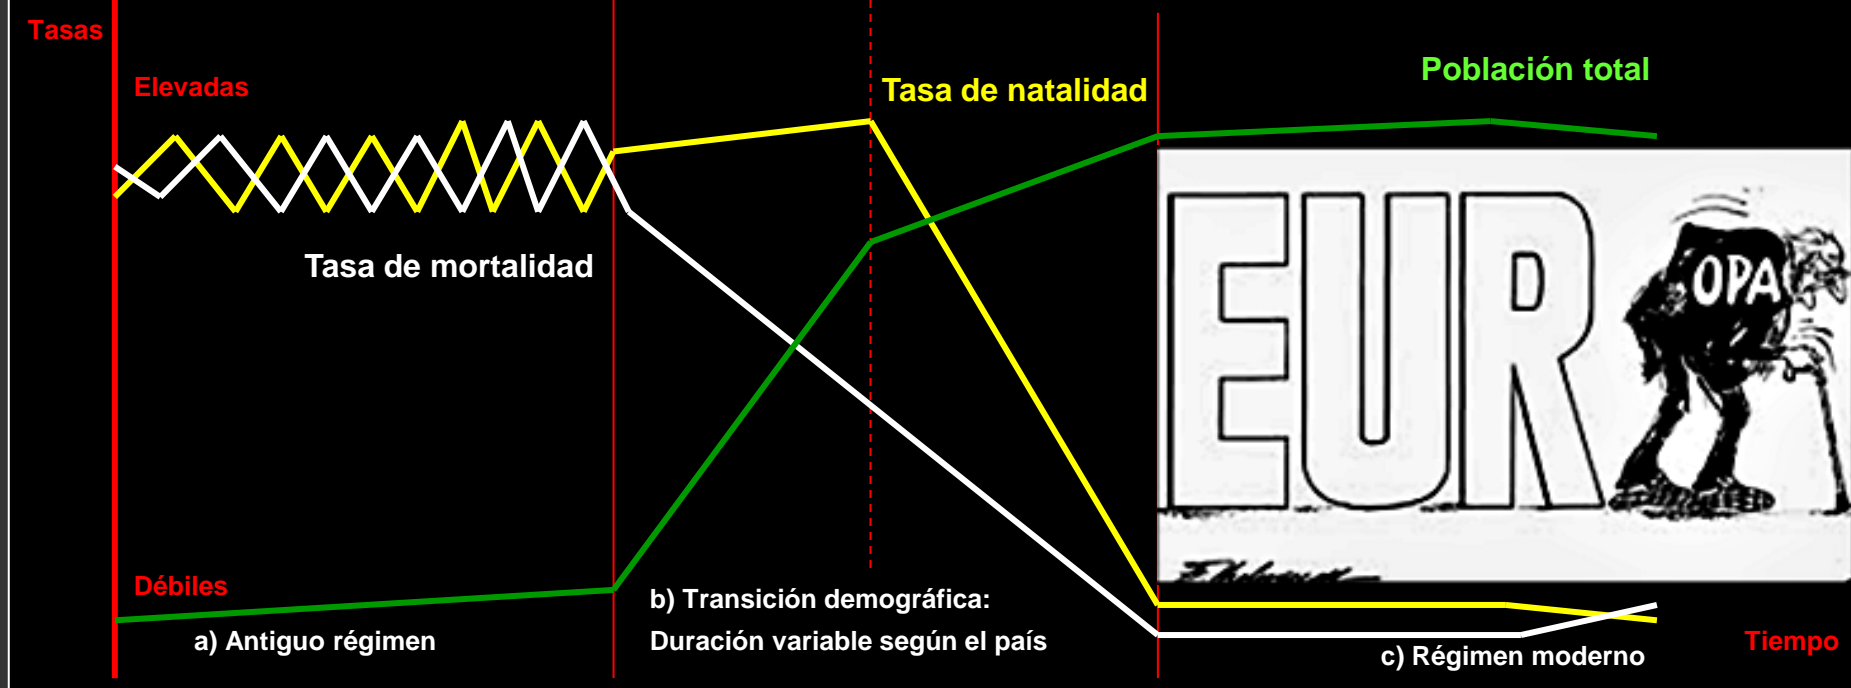 Tasas
Elevadas
Tasa de natalidad
Población total
Tasa de mortalidad
EUR
OPA
Débiles
b) Transición demográfica:
Duración variable según el país
a) Antiguo régimen
c) Régimen moderno
Tiempo